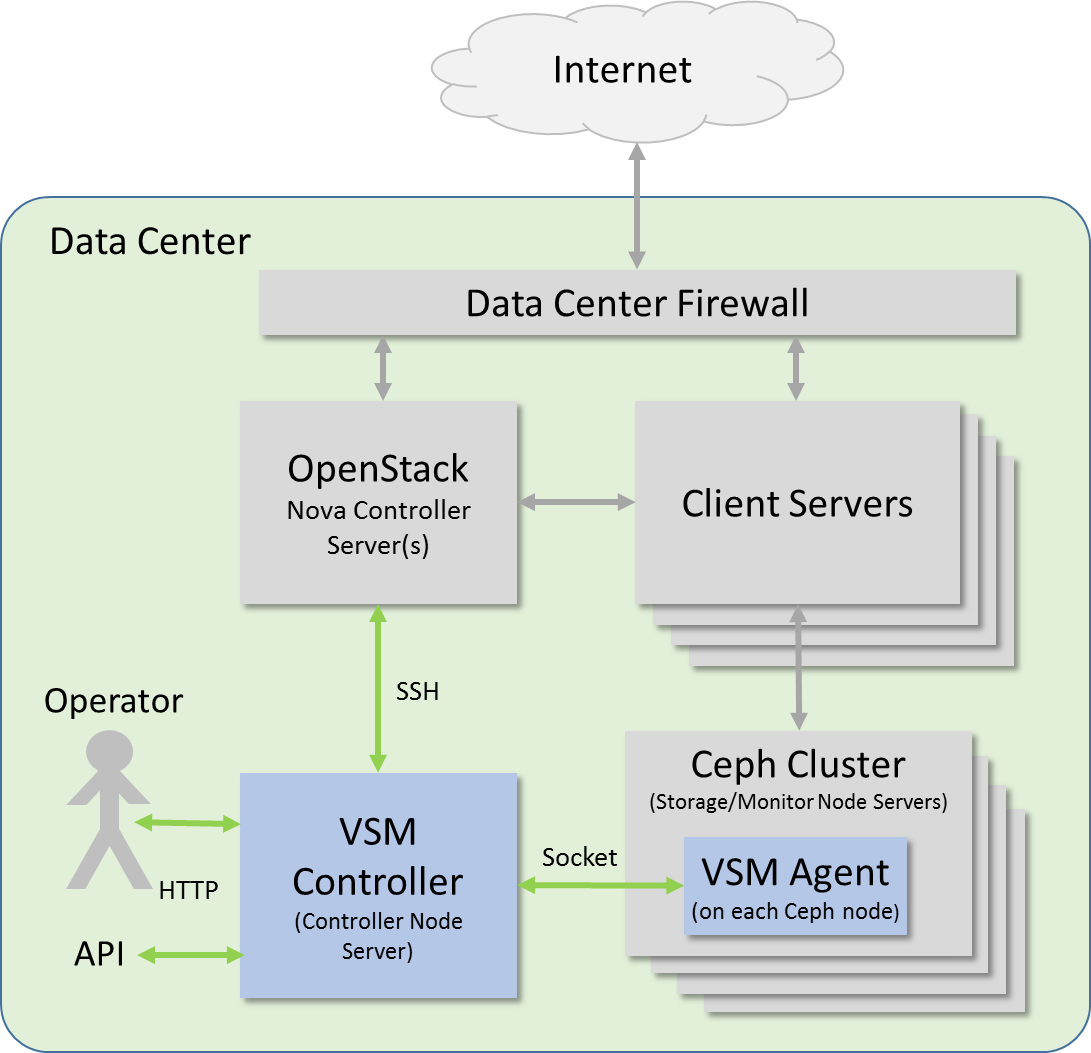 Internet
Data Center
Data Center Firewall
OpenStack
Nova Controller
Server(s)
Client Servers
SSH
Operator
Ceph Cluster
(Storage/Monitor Node Servers)
VSM
Controller
(Controller Node
Server)
Socket
VSM Agent
(on each Ceph node)
HTTP
API